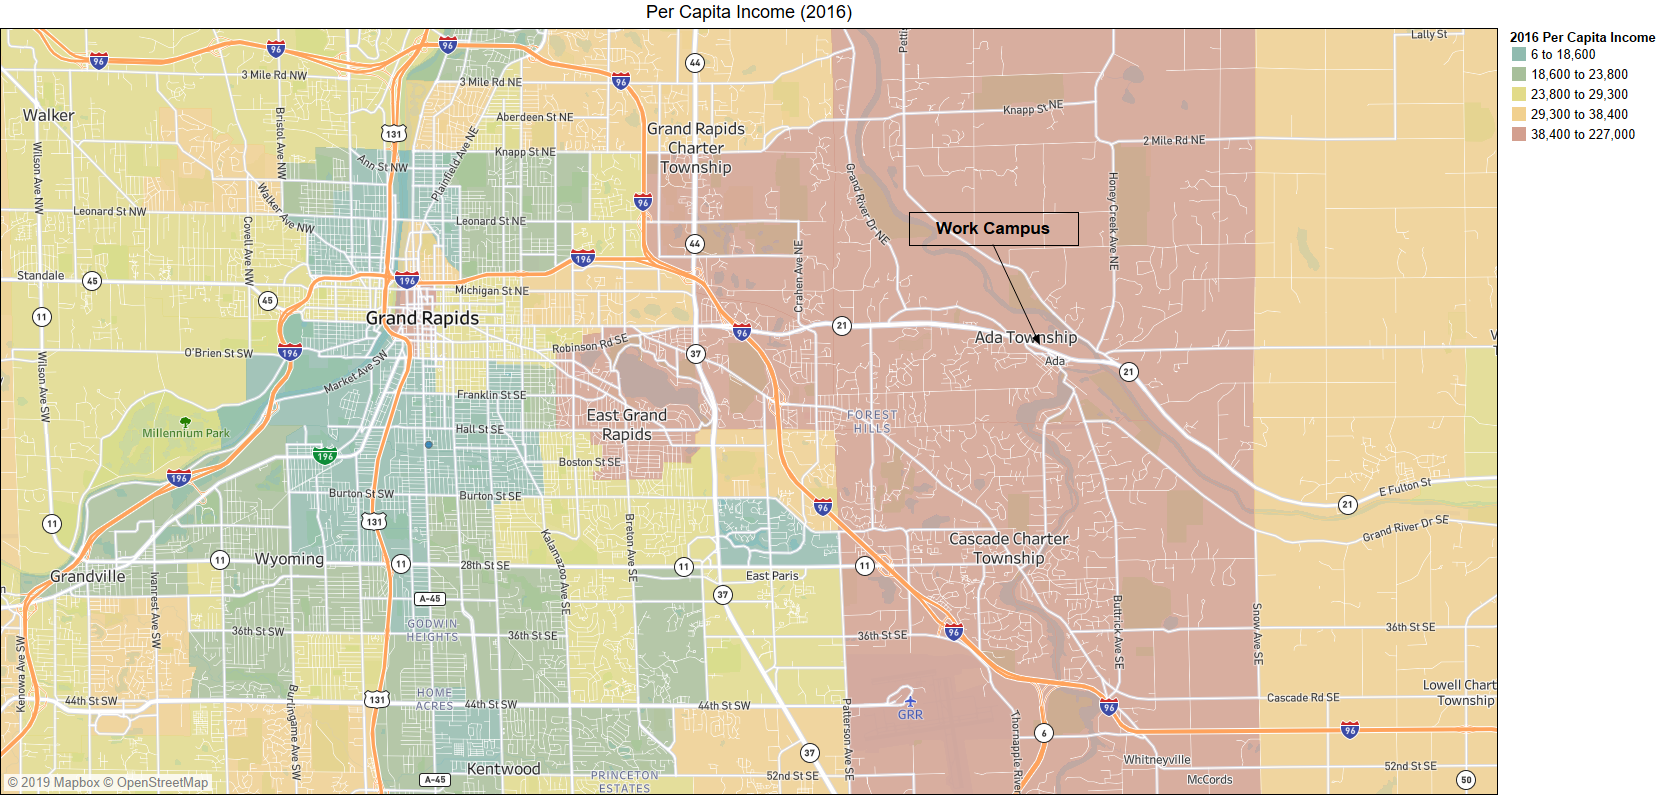 Per Capita Income (2016)
2016 Per Capita Income
6 to 18,600
18,600 to 23,800
23,800 to 29,300
29,300 to 38,400
38,400 to 227,000
Lally St
96
96
96
3 Mile Rd NW
3 Mile Rd NE
96
44
Walker
Bristol Ave NW
131
Plainfield Ave NE
Aberdeen St NE
Grand Rapids
Charter
Township
Knapp St NE
2 Mile Rd NE
Wilson Ave NW
Ann St NW
Knapp St NE
Grand River Dr NE
Honey Creek Ave NE
Leonard St NW
Walker Ave NW
Leonard St NE
96
Work Campus
Covell Ave NW
44
Crahen Ave NE
196
Standale
45
196
45
Michigan St NE
11
Grand Rapids
21
96
Ada Township
Ada
O'Brien St SW
196
Robinson Rd SE
37
21
Wilson Ave SW
Market Ave SW
Franklin St SE
East Grand
Rapids
FOREST
HILLS
Millennium Park
Hall St SE
196
Boston St SE
196
Burton St SW
Burton St SE
E Fulton St
21
96
11
131
Grand River Dr SE
Kalamazoo Ave SE
Breton Ave SE
Cascade Charter
Township
Wyoming
11
11
28th St SE
11
11
East Paris
Grandville
Ivanrest Ave SW
A-45
37
Buttrick Ave SE
Snow Ave SE
GODWIN
HEIGHTS
36th St SW
36th St SE
36th St SE
96
36th St SE
Kenowa Ave SW
44th St SW
Burlingame Ave SW
131
HOME
ACRES
44th St SW
44th St SE
Patterson Ave SE
GRR
Thornapple River
96
Cascade Rd SE
Lowell Chart
Township
6
96
37
Whitneyville
Kentwood
PRINCETON
ESTATES
52nd St SE
McCords
52nd St SE
50
A-45
© 2019 Mapbox © OpenStreetMap